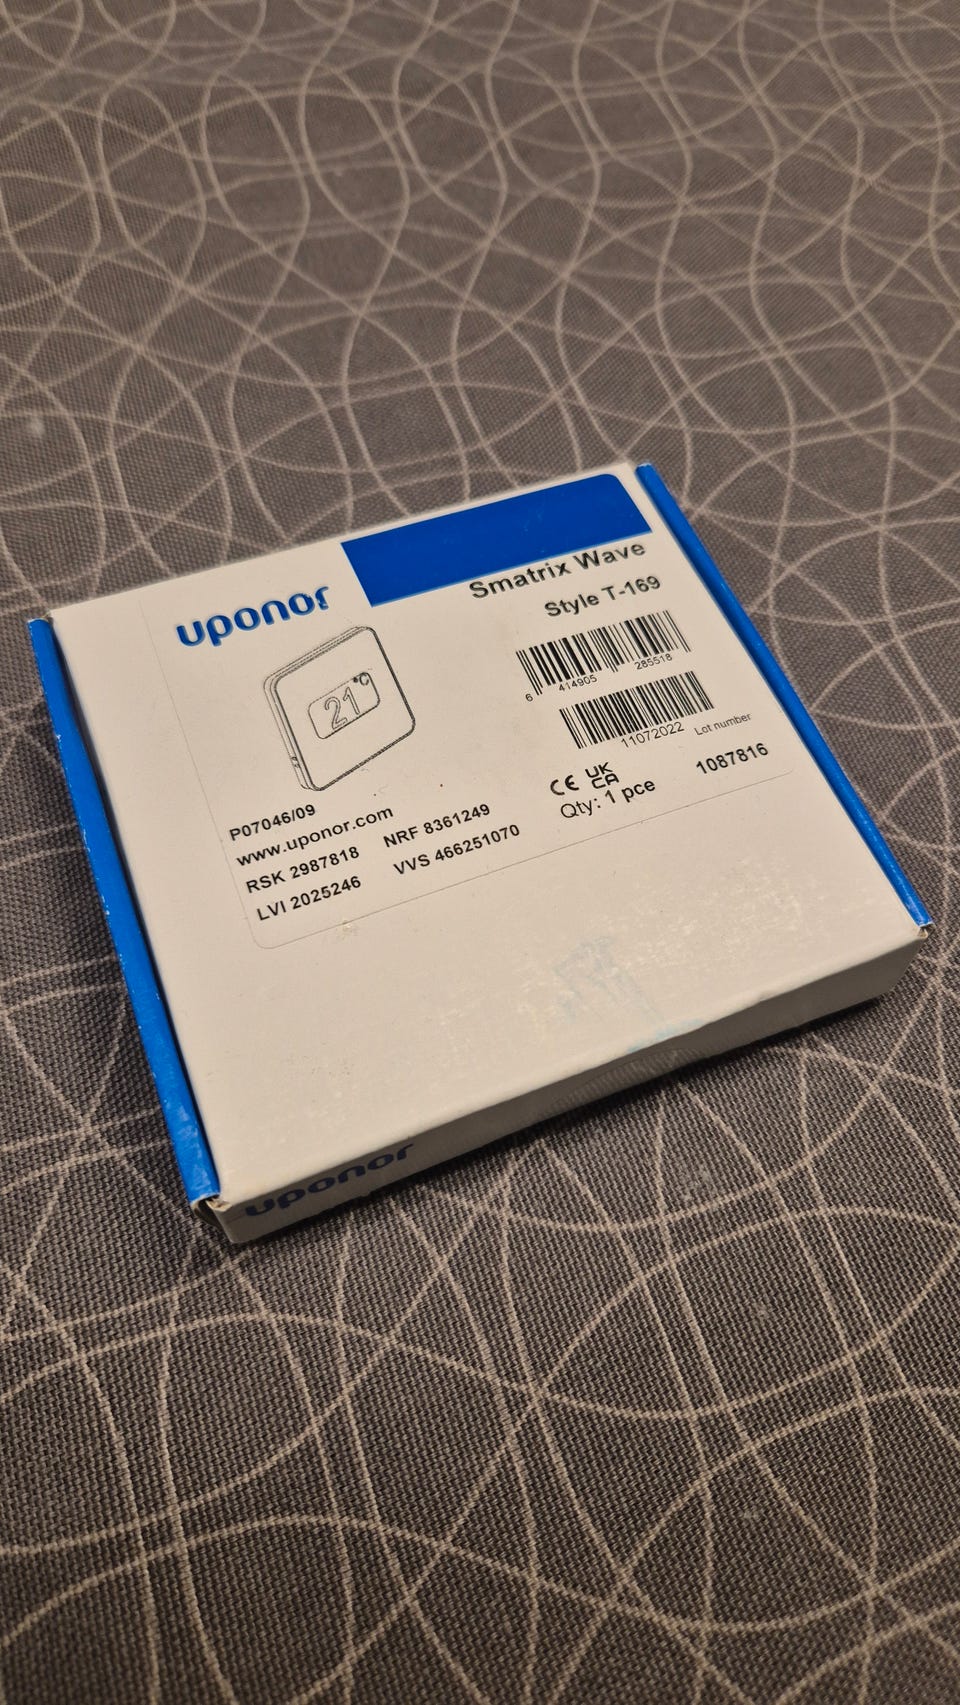 uponor
Smatrix Wave
Style T-169
21°C
6 414905 285518
11072022 Lot number
1087816
CE UK CA
Qty: 1 pce
P07046/09
www.uponor.com
RSK 2987818 NRF 8361249
LVI 2025246 VVS 466251070
uponor